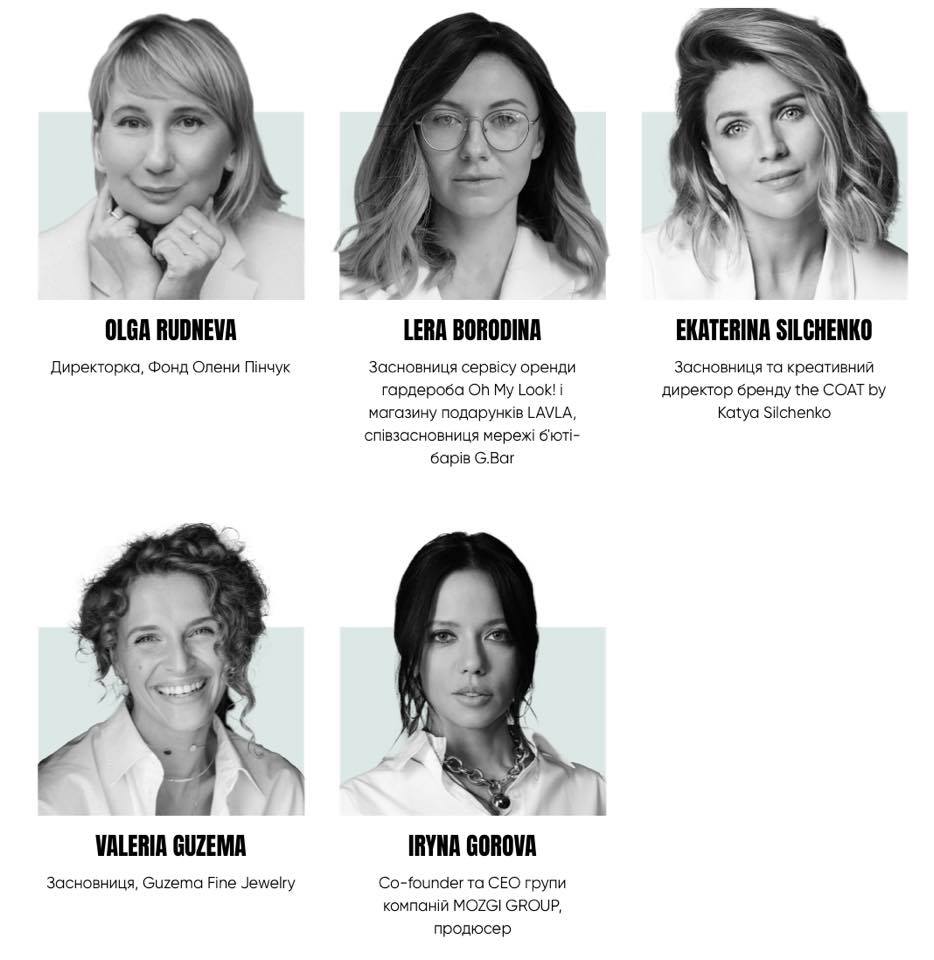 OLGA RUDNEVA
Директорка, Фонд Олени Пінчук
LERA BORODINA
Засновниця сервісу оренди
гардероба Oh My Look! і
магазину подарунків LAVLA,
співзасновниця мережі б'юті-
барів G.Bar
EKATERINA SILCHENKO
Засновниця та креативний
директор бренду the COAT by
Katya Silchenko
VALERIA GUZEMA
Засновниця, Guzema Fine Jewelry
IRYNA GOROVA
Co-founder та CEO групи
компаній MOZGI GROUP,
продюсер